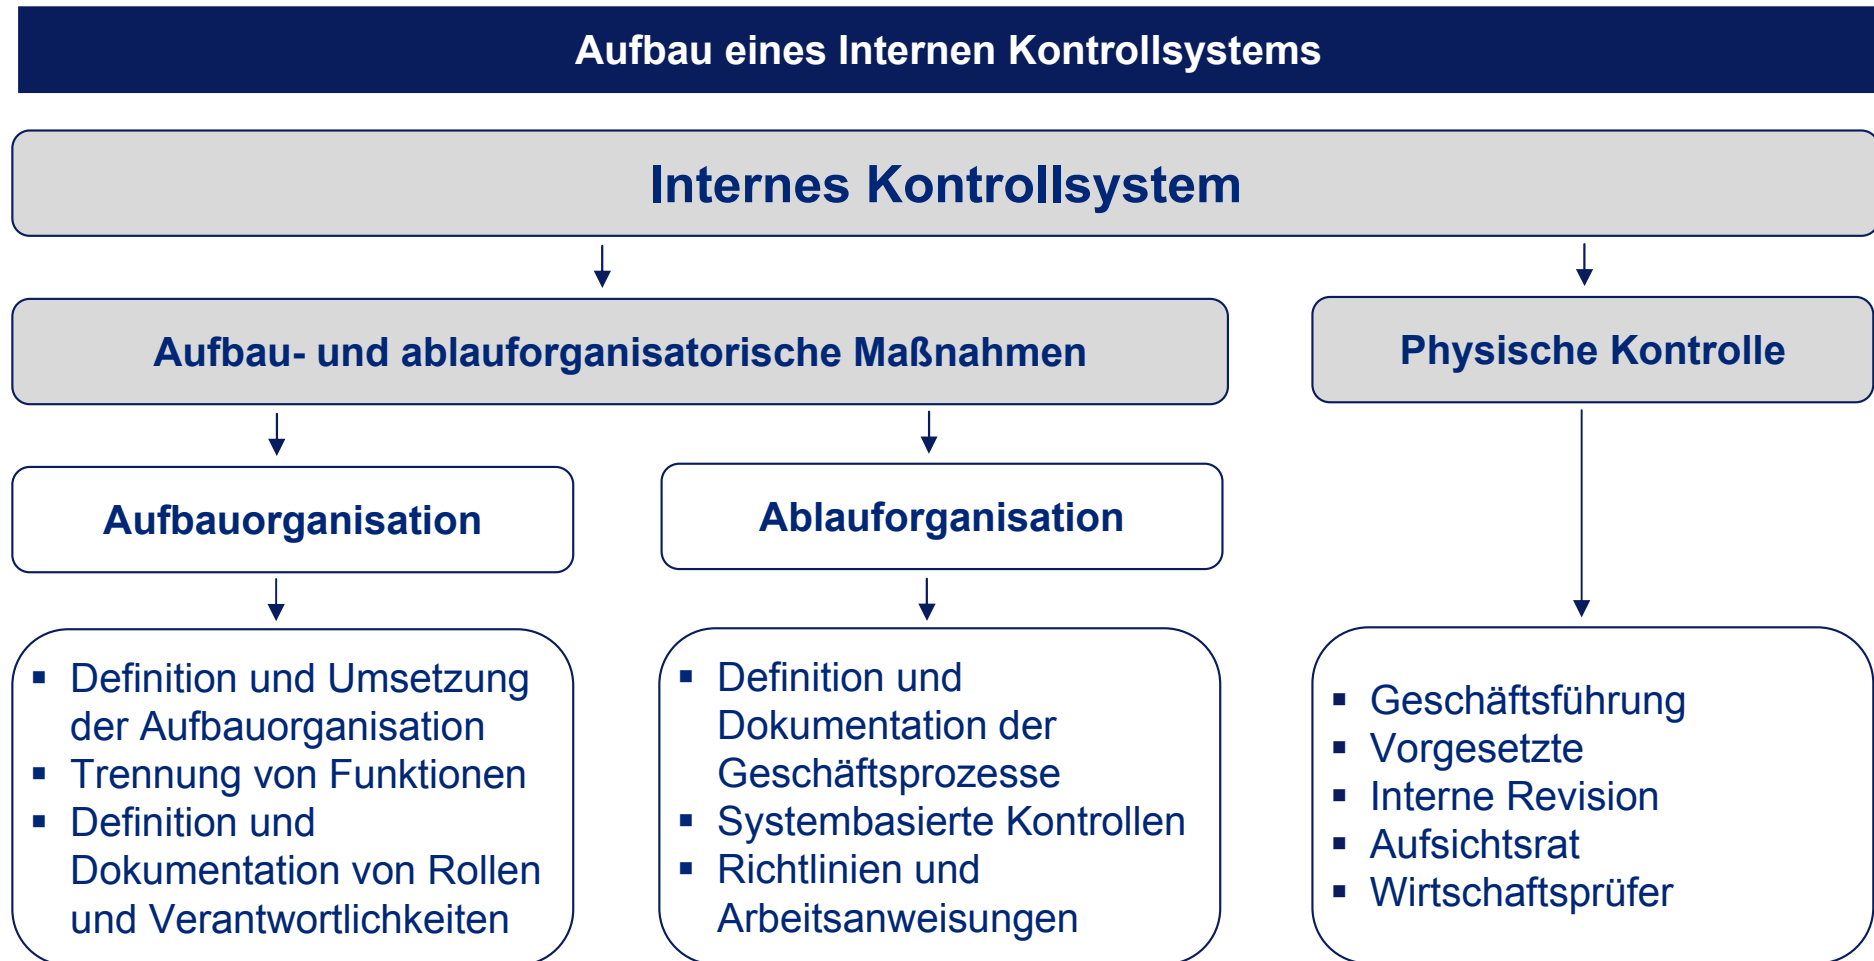 Aufbau eines Internen Kontrollsystems
Internes Kontrollsystem
Aufbau- und ablauforganisatorische Maßnahmen
Physische Kontrolle
Aufbauorganisation
Ablauforganisation
▪ Definition und Umsetzung
der Aufbauorganisation
▪ Trennung von Funktionen
▪ Definition und
Dokumentation von Rollen
und Verantwortlichkeiten
▪ Definition und
Dokumentation der
Geschäftsprozesse
▪ Systembasierte Kontrollen
▪ Richtlinien und
Arbeitsanweisungen
▪ Geschäftsführung
▪ Vorgesetzte
▪ Interne Revision
▪ Aufsichtsrat
▪ Wirtschaftsprüfer